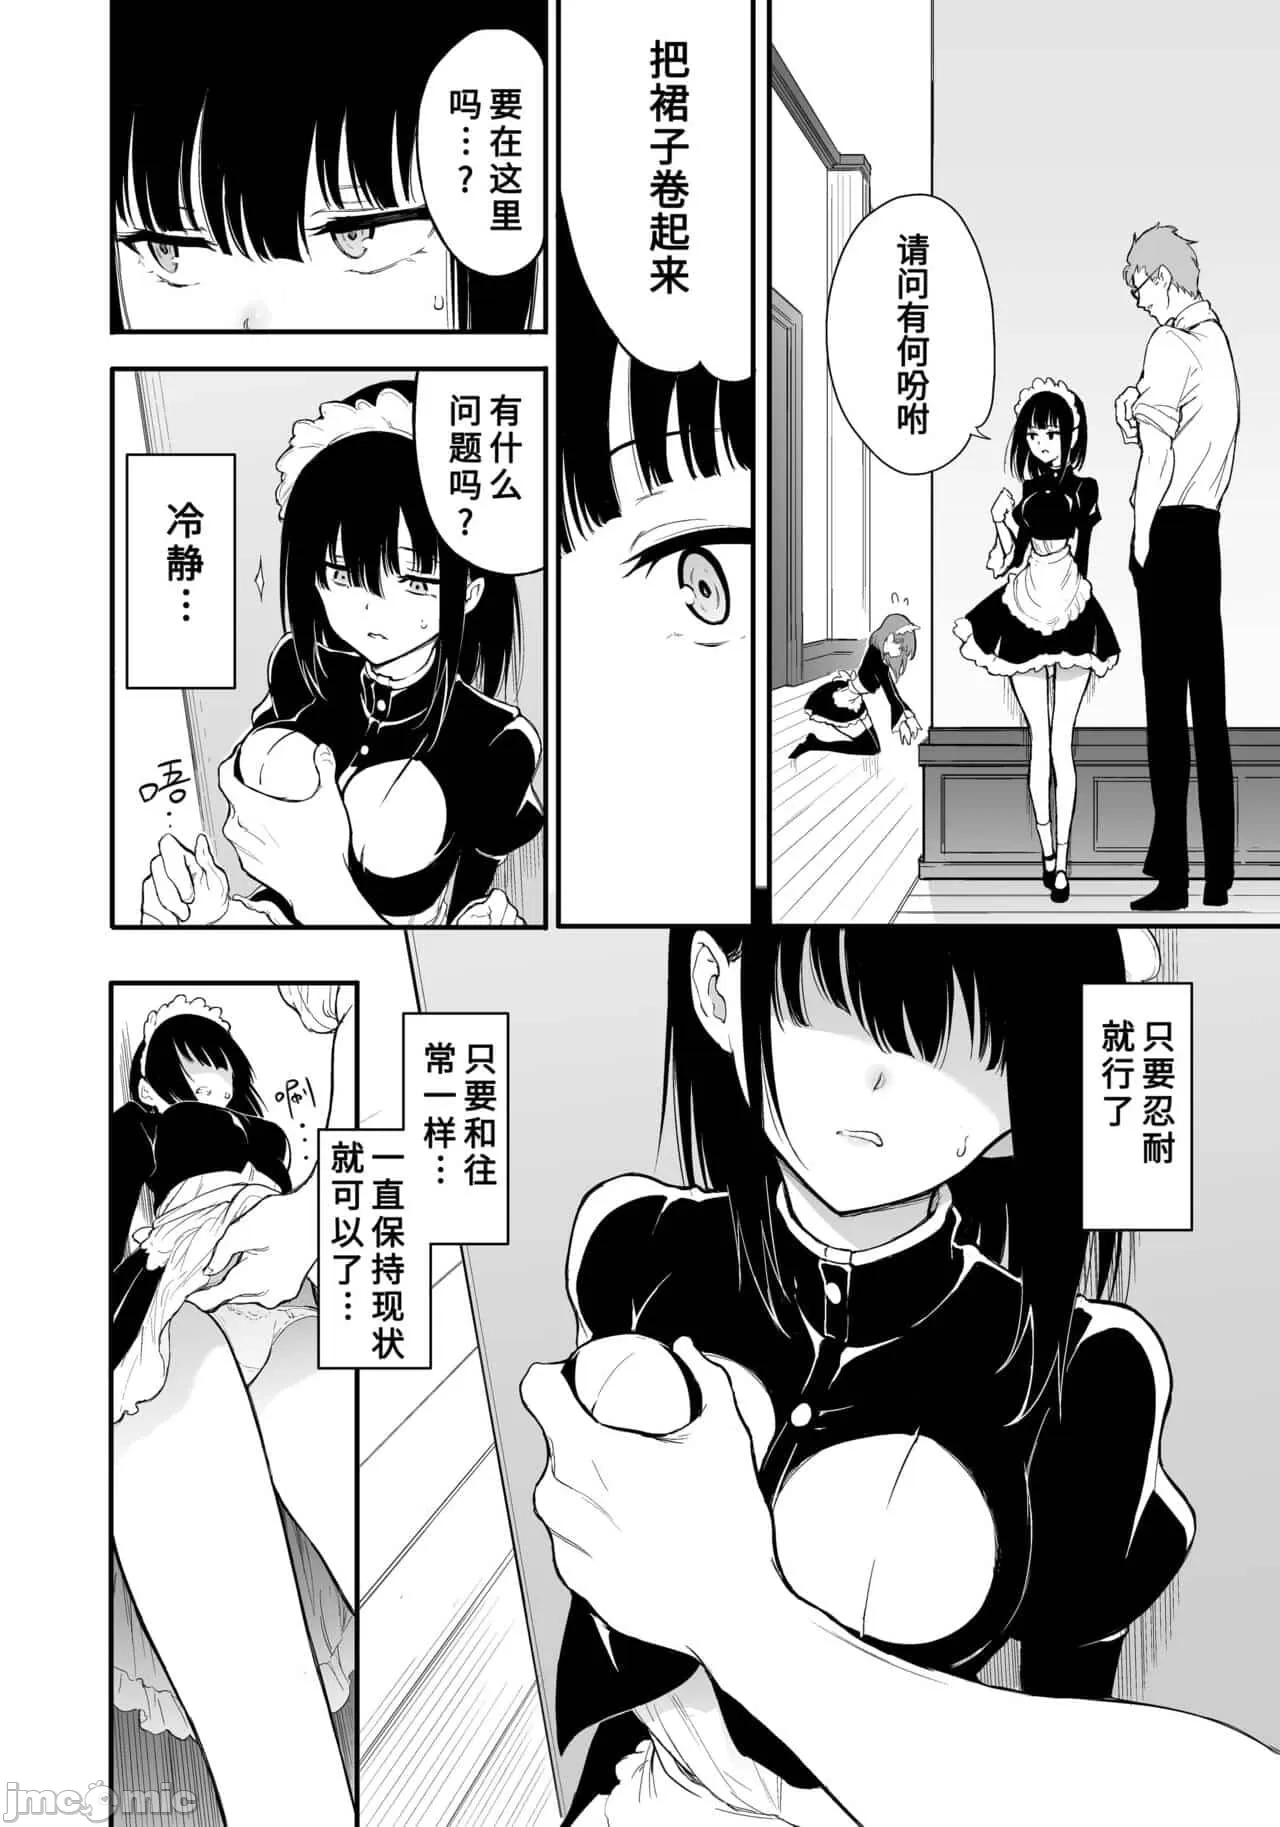 请问有何吩咐
把裙子卷起来
要在这里
吗…?
有什么
问题吗?
冷静…
唔…
只要忍耐
就行了
只要和往
常一样…
一直保持现状
就可以了…
唰…
jmcomic